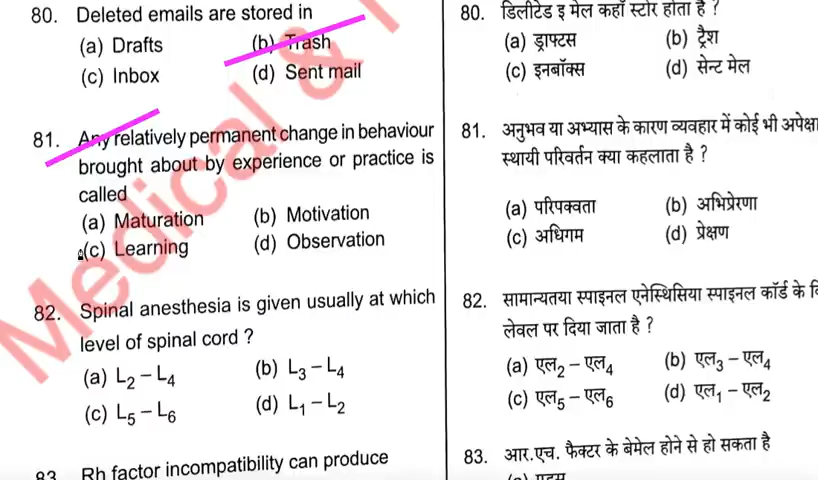 80. Deleted emails are stored in
(a) Drafts (b) Trash
(c) Inbox (d) Sent mail
81. Any relatively permanent change in behaviour
brought about by experience or practice is
called
(a) Maturation (b) Motivation
(c) Learning (d) Observation
82. Spinal anesthesia is given usually at which
level of spinal cord ?
(a) L₂ – L₄ (b) L₃ – L₄
(c) L₅ – L₆ (d) L₁ – L₂
83. Rh factor incompatibility can produce
80. डिलीटेड इ मेल कहाँ स्टोर होता है ?
(a) ड्राफ्टस (b) ट्रैश
(c) इनबॉक्स (d) सेन्ट मेल
81. अनुभव या अभ्यास के कारण व्यवहार में कोई भी अपेक्षा
स्थायी परिवर्तन क्या कहलाता है ?
(a) परिपक्वता (b) अभिप्रेरणा
(c) अधिगम (d) प्रेक्षण
82. सामान्यतया स्पाइनल एनेस्थिसिया स्पाइनल कॉर्ड के
लेवल पर दिया जाता है ?
(a) एल₂ – एल₄ (b) एल₃ – एल₄
(c) एल₅ – एल₆ (d) एल₁ – एल₂
83. आर.एच. फैक्टर के बेमेल होने से हो सकता है
Medical &